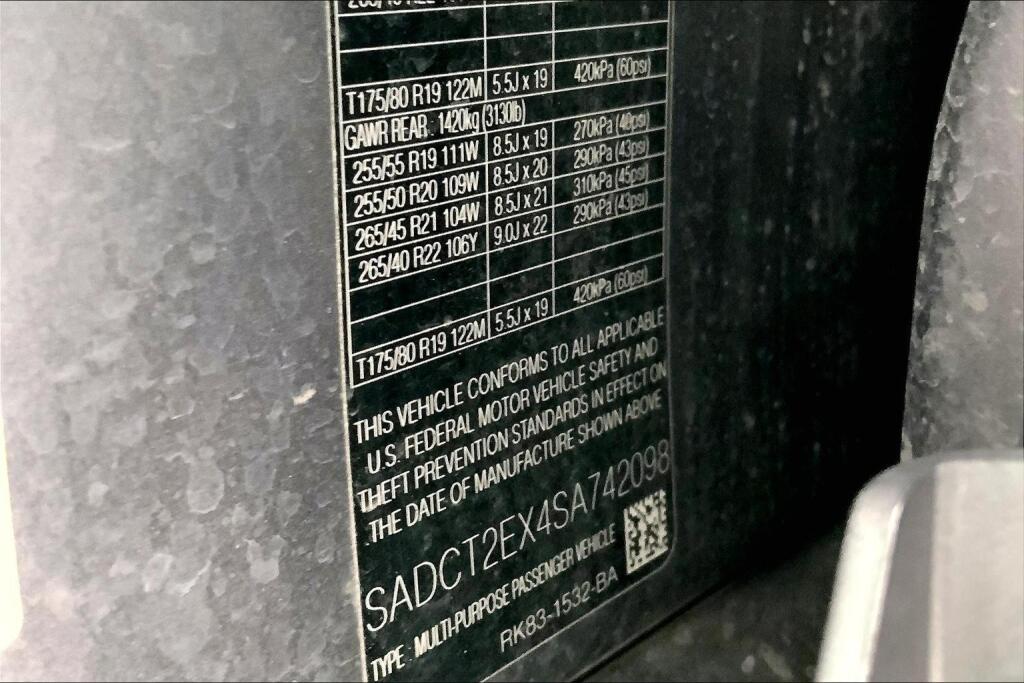 T175/80 R19 122M 5.5J x 19 420kPa (60psi)
GAWR REAR: 1420kg (3130lb)
255/55 R19 111W 8.5J x 19 270kPa (40psi)
255/50 R20 109W 8.5J x 20 290kPa (43psi)
265/45 R21 104W 8.5J x 21 310kPa (45psi)
265/40 R22 106Y 9.0J x 22 290kPa (43psi)
T175/80 R19 122M 5.5J x 19 420kPa (60psi)
THIS VEHICLE CONFORMS TO ALL APPLICABLE
U.S. FEDERAL MOTOR VEHICLE SAFETY AND
THEFT PREVENTION STANDARDS IN EFFECT ON
THE DATE OF MANUFACTURE SHOWN ABOVE
SADCT2EX4SA742098
TYPE: MULTI-PURPOSE PASSENGER VEHICLE
RK83-1532-BA